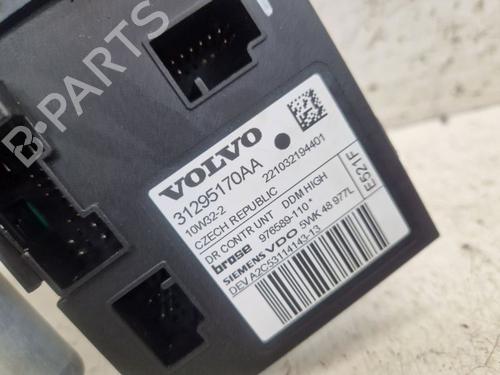 B-PARTS
VOLVO
31295170AA
10W32-2
221032194401
CZECH REPUBLIC
DR CONTR UNT DDM HIGH
brose 976589-110*
SIEMENS VDO 5WK 48 977L
DEV A2C53114143-13
E521F